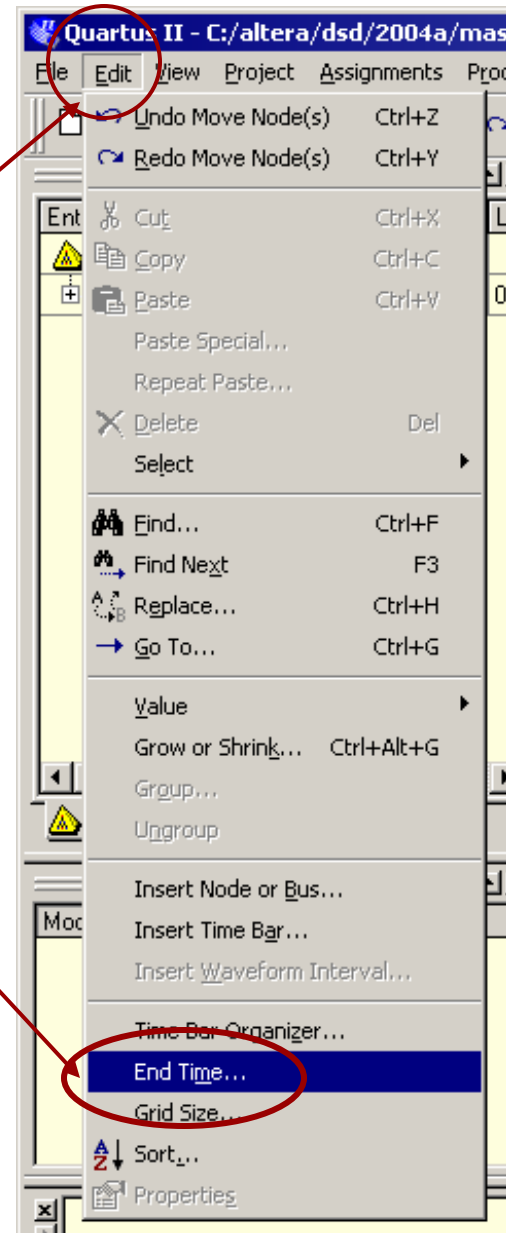 Quartus II - C:/altera/dsd/2004a/mas
File Edit View Project Assignments Proc
Undo Move Node(s) Ctrl+Z
Redo Move Node(s) Ctrl+Y
Ent
Cut Ctrl+X
Copy Ctrl+C
Paste Ctrl+V 0
Paste Special...
Repeat Paste...
Delete Del
Select
Find... Ctrl+F
Find Next F3
Replace... Ctrl+H
Go To... Ctrl+G
Value
Grow or Shrink... Ctrl+Alt+G
Group...
Ungroup
Insert Node or Bus...
Mod
Insert Time Bar...
Insert Waveform Interval...
Time Bar Organizer...
End Time...
Grid Size...
Sort...
Properties